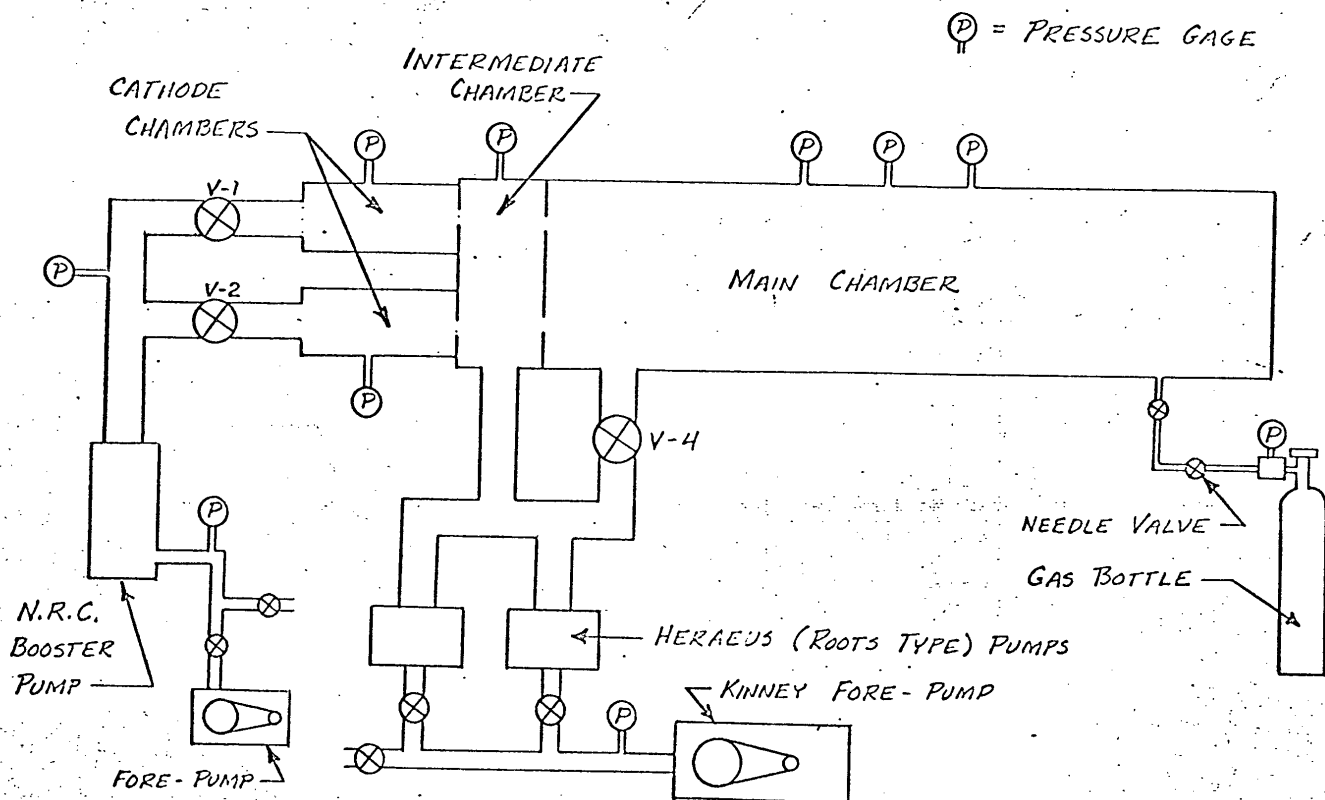 P = PRESSURE GAGE
INTERMEDIATE
CHAMBER
CATHODE
CHAMBERS
P
P
P
P
P
V-1
P
V-2
MAIN CHAMBER
P
V-4
P
P
NEEDLE VALVE
GAS BOTTLE
N.R.C.
BOOSTER
PUMP
HERAEUS (ROOTS TYPE) PUMPS
KINNEY FORE-PUMP
P
FORE-PUMP